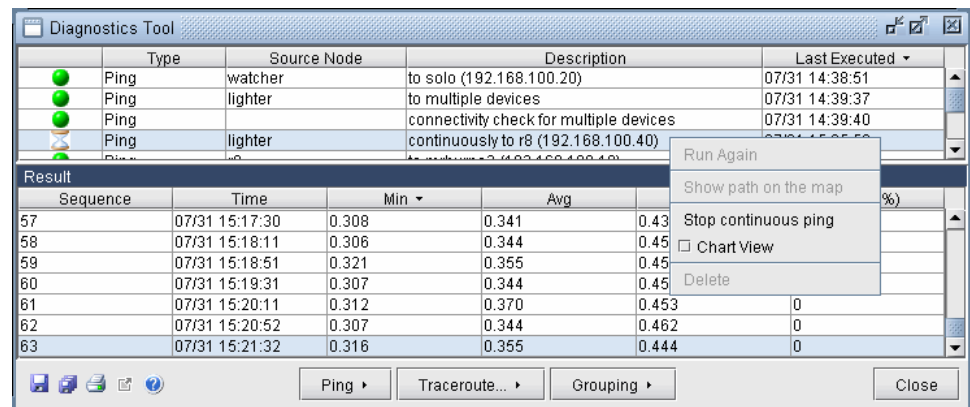 Diagnostics Tool
Type Source Node Description Last Executed
Ping watcher to solo (192.168.100.20) 07/31 14:38:51
Ping lighter to multiple devices 07/31 14:39:37
Ping connectivity check for multiple devices 07/31 14:39:40
Ping lighter continuously to r8 (192.168.100.40)
Run Again
Show path on the map
Stop continuous ping
Chart View
Delete
Result
Sequence Time Min Avg %)
57 07/31 15:17:30 0.308 0.341 0.43
58 07/31 15:18:11 0.306 0.344 0.45
59 07/31 15:18:51 0.321 0.355 0.45
60 07/31 15:19:31 0.307 0.344 0.45
61 07/31 15:20:11 0.312 0.370 0.453 0
62 07/31 15:20:52 0.307 0.344 0.462 0
63 07/31 15:21:32 0.316 0.355 0.444 0
Ping Traceroute... Grouping Close